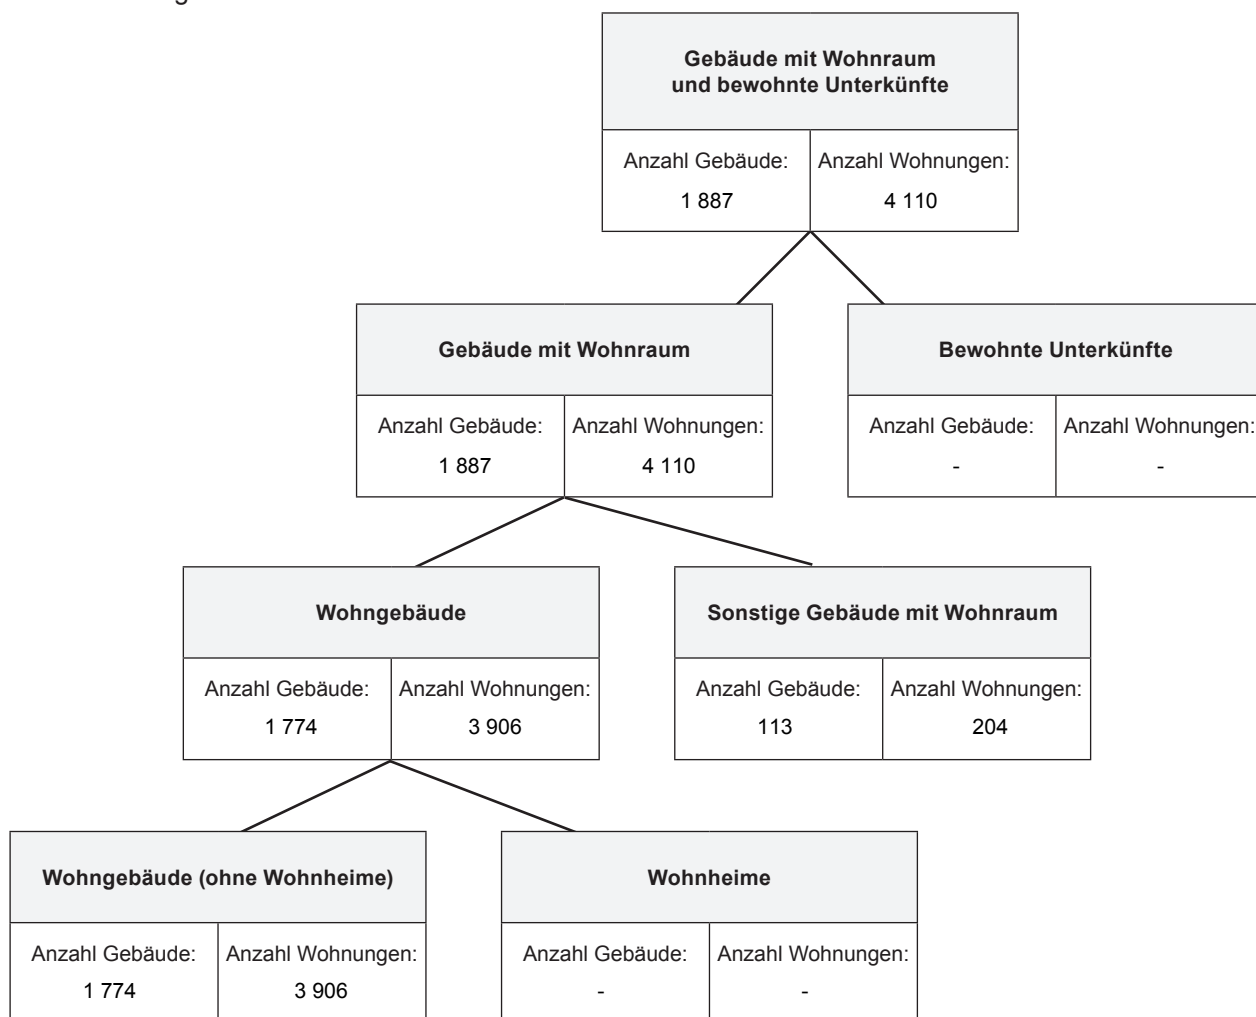 Gebäude mit Wohnraum
und bewohnte Unterkünfte
Anzahl Gebäude: Anzahl Wohnungen:
1 887 4 110
Gebäude mit Wohnraum Bewohnte Unterkünfte
Anzahl Gebäude: Anzahl Wohnungen: Anzahl Gebäude: Anzahl Wohnungen:
1 887 4 110 - -
Wohngebäude Sonstige Gebäude mit Wohnraum
Anzahl Gebäude: Anzahl Wohnungen: Anzahl Gebäude: Anzahl Wohnungen:
1 774 3 906 113 204
Wohngebäude (ohne Wohnheime) Wohnheime
Anzahl Gebäude: Anzahl Wohnungen: Anzahl Gebäude: Anzahl Wohnungen:
1 774 3 906 - -